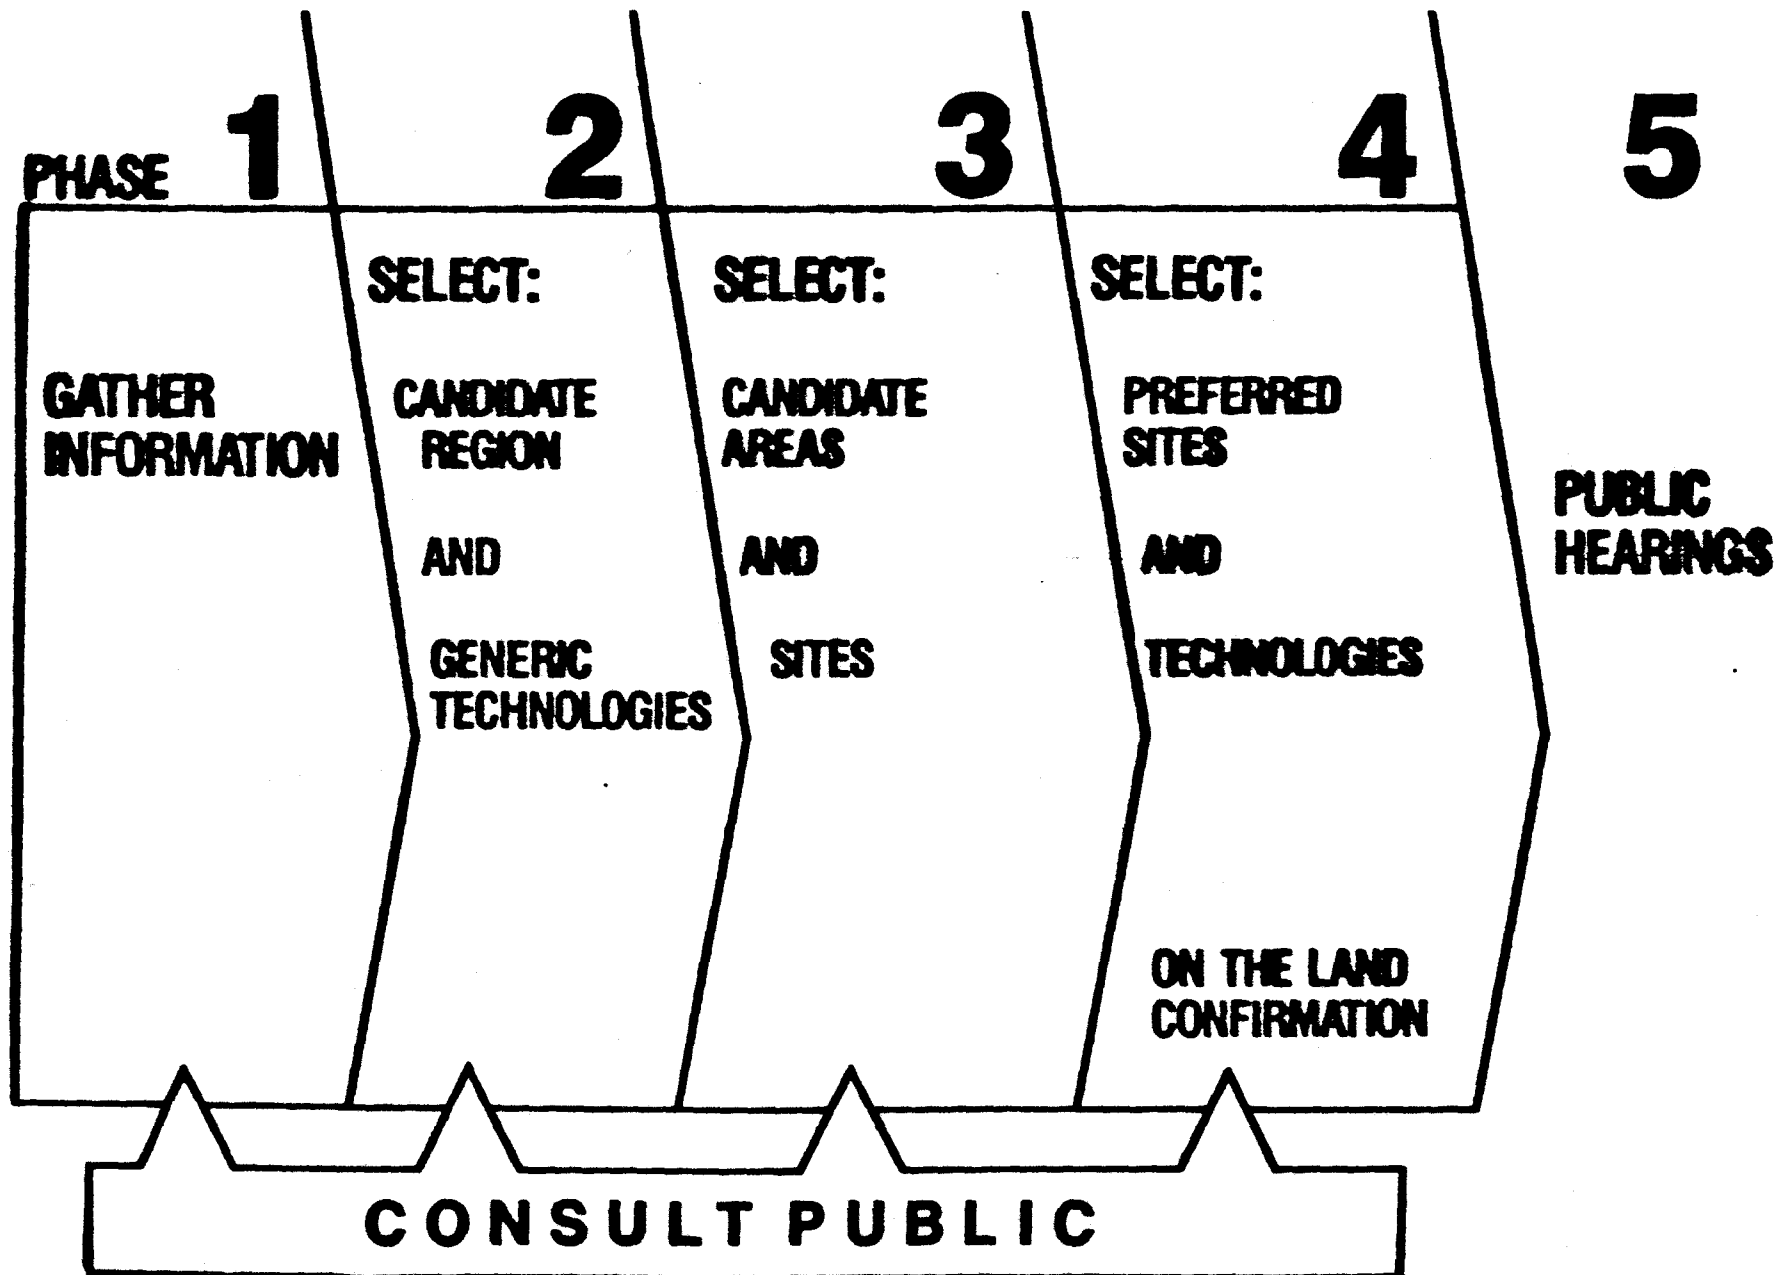 PHASE 1 2 3 4 5
GATHER
INFORMATION
SELECT:
CANDIDATE
REGION
AND
GENERIC
TECHNOLOGIES
SELECT:
CANDIDATE
AREAS
AND
SITES
SELECT:
PREFERRED
SITES
AND
TECHNOLOGIES
ON THE LAND
CONFIRMATION
PUBLIC
HEARINGS
CONSULT PUBLIC